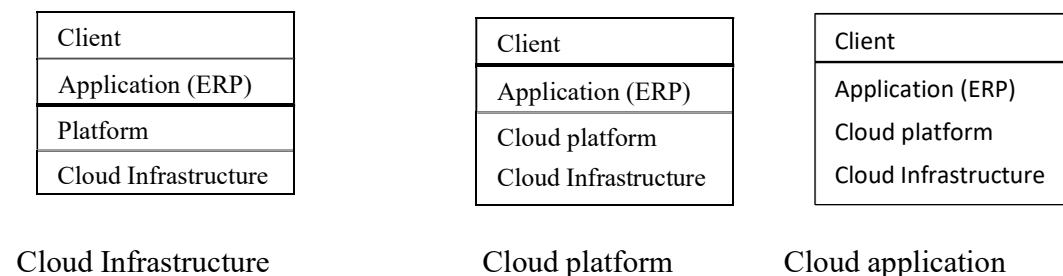 Client
Application (ERP)
Platform
Cloud Infrastructure
Cloud Infrastructure
Client
Application (ERP)
Cloud platform
Cloud Infrastructure
Cloud platform
Client
Application (ERP)
Cloud platform
Cloud Infrastructure
Cloud application